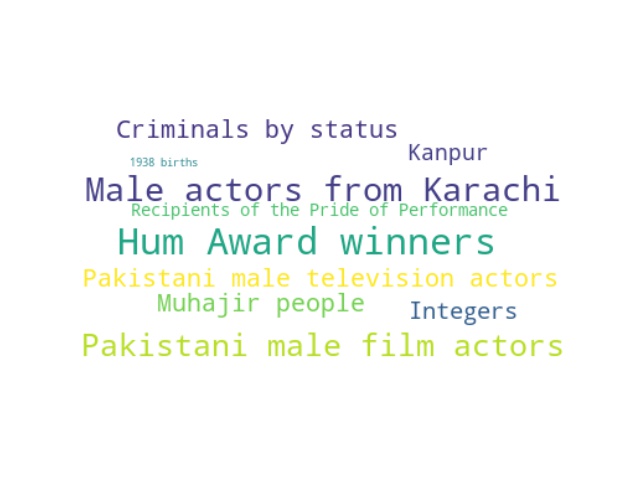 Criminals by status
Kanpur
1938 births
Male actors from Karachi
Recipients of the Pride of Performance
Hum Award winners
Pakistani male television actors
Muhajir people
Integers
Pakistani male film actors